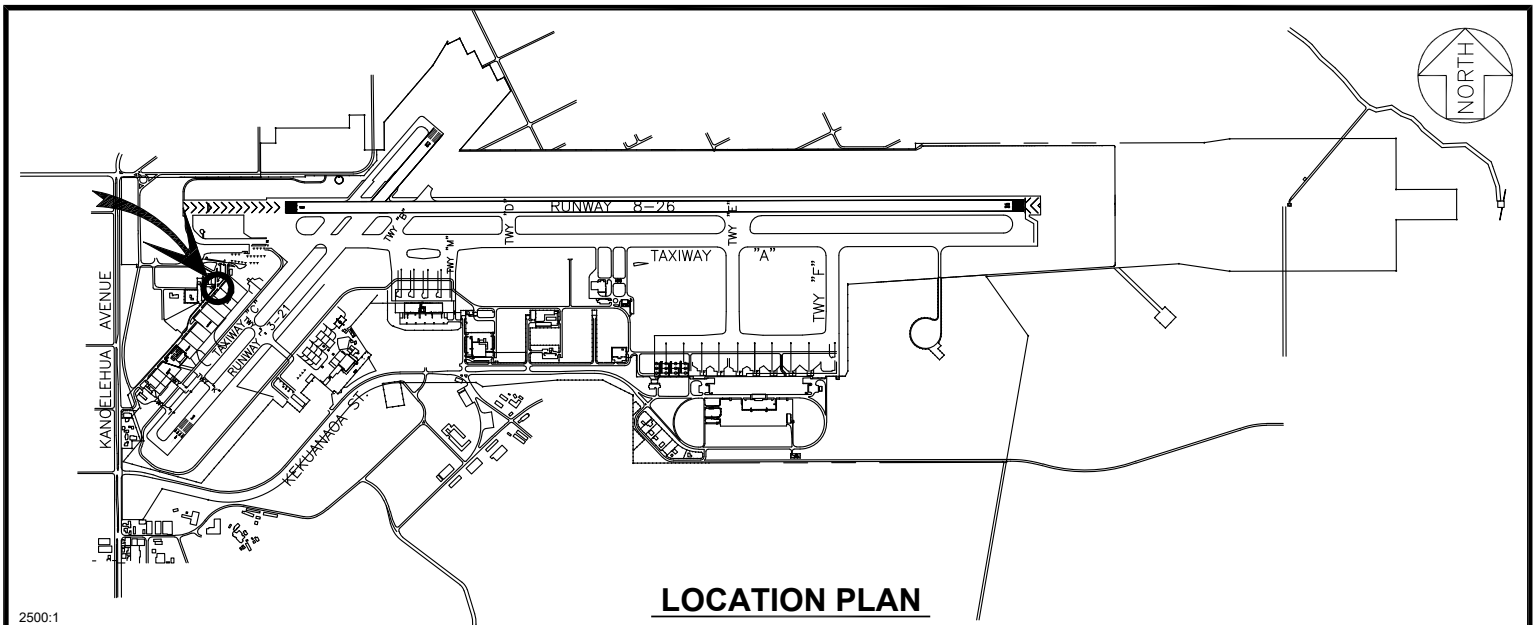 NORTH
RUNWAY 8-26
TWY "B"
TWY "D"
TWY "E"
TWY "M"
TAXIWAY "A"
TWY "F"
TAXIWAY "C"
RUNWAY 3-21
KANOELEHUA AVENUE
KEKUANAOA ST.
LOCATION PLAN
2500:1